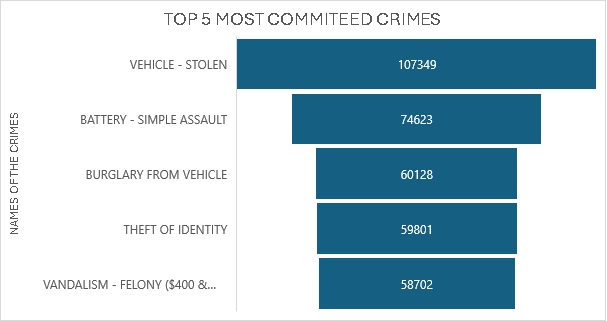 TOP 5 MOST COMMITEED CRIMES
NAMES OF THE CRIMES
VEHICLE - STOLEN
107349
BATTERY - SIMPLE ASSAULT
74623
BURGLARY FROM VEHICLE
60128
THEFT OF IDENTITY
59801
VANDALISM - FELONY ($400 &...
58702